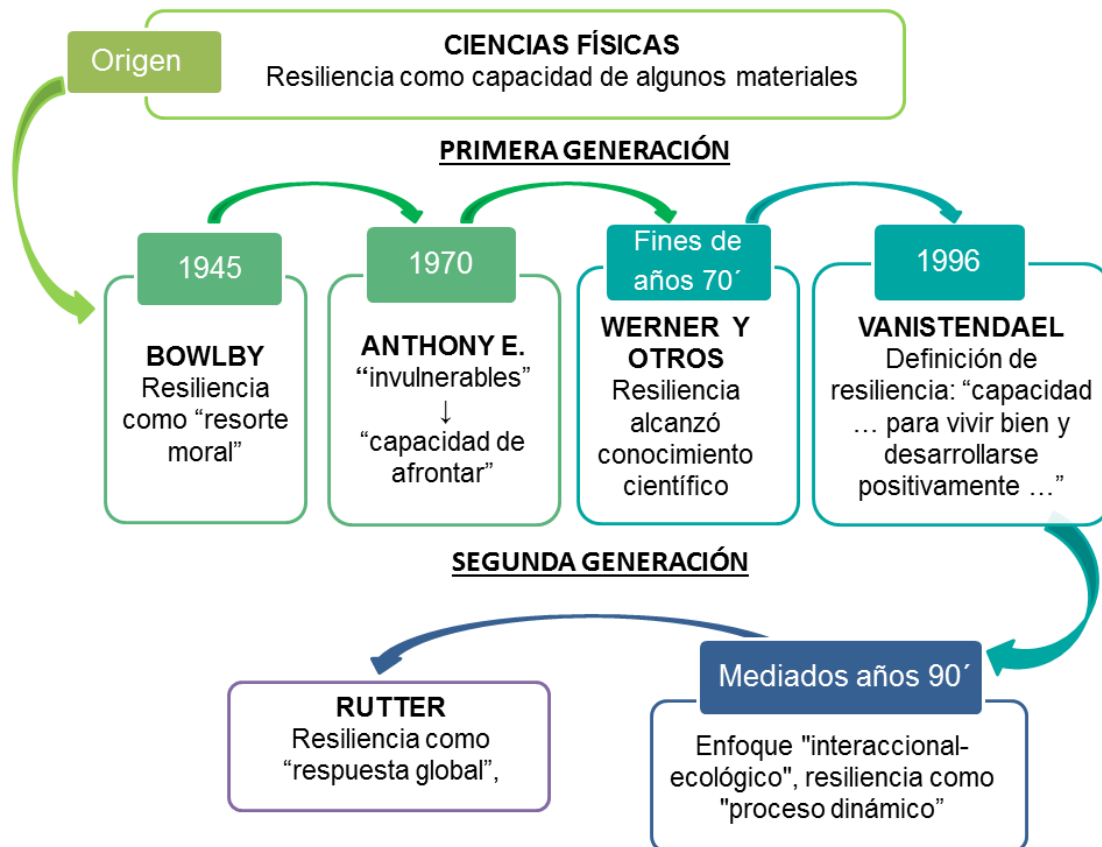 Origen
CIENCIAS FÍSICAS
Resiliencia como capacidad de algunos materiales
PRIMERA GENERACIÓN
1945
BOWLBY
Resiliencia
como “resorte
moral”
1970
ANTHONY E.
“invulnerables”
↓
“capacidad de
afrontar”
Fines de
años 70´
WERNER Y
OTROS
Resiliencia
alcanzó
conocimiento
científico
1996
VANISTENDAEL
Definición de
resiliencia: “capacidad
… para vivir bien y
desarrollarse
positivamente …”
SEGUNDA GENERACIÓN
Mediados años 90´
Enfoque "interaccional-
ecológico", resiliencia como
"proceso dinámico”
RUTTER
Resiliencia como
“respuesta global”,